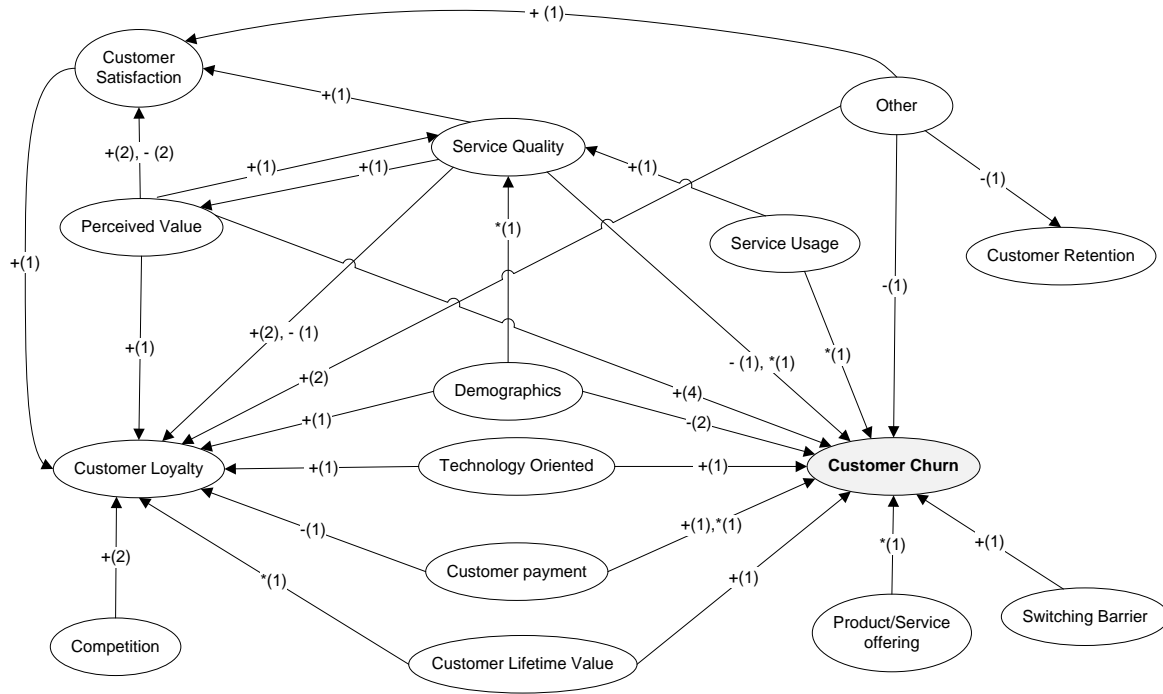 + (1)
Customer
Satisfaction
+(1)
Other
+(2), - (2)
Service Quality
+(1)
+(1)
+(1)
-(1)
Perceived Value
*(1)
Service Usage
Customer Retention
+(1)
-(1)
+(1)
+(2), - (1)
- (1), *(1)
*(1)
+(2)
Demographics
+(4)
+(1)
-(2)
Customer Loyalty
+(1)
Technology Oriented
+(1)
Customer Churn
-(1)
+(1),*(1)
+(2)
*(1)
Customer payment
+(1)
*(1)
+(1)
Competition
Customer Lifetime Value
Product/Service
offering
Switching Barrier